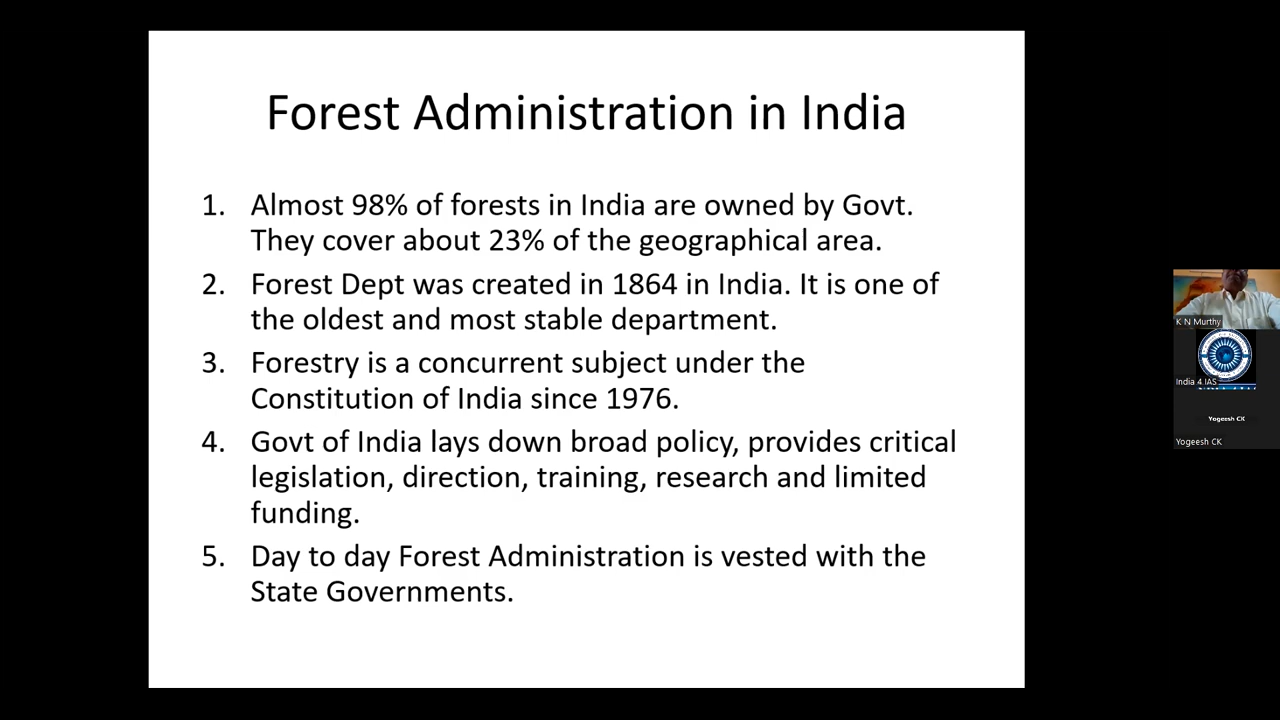 Forest Administration in India
1. Almost 98% of forests in India are owned by Govt.
They cover about 23% of the geographical area.
2. Forest Dept was created in 1864 in India. It is one of
the oldest and most stable department.
3. Forestry is a concurrent subject under the
Constitution of India since 1976.
4. Govt of India lays down broad policy, provides critical
legislation, direction, training, research and limited
funding.
5. Day to day Forest Administration is vested with the
State Governments.
K N Murthy
India 4 IAS
Yogeesh CK
Yogeesh CK